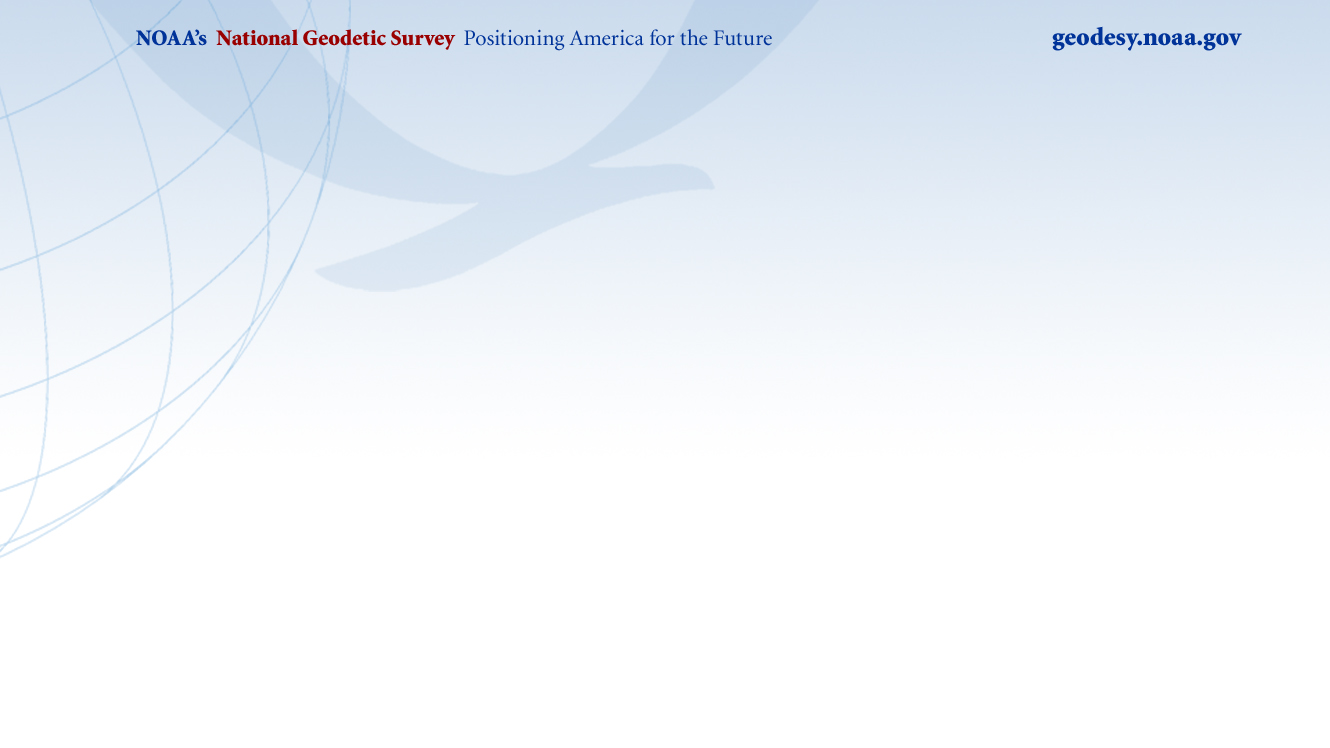 NOAA’s National Geodetic Survey Positioning America for the Future
geodesy.noaa.gov